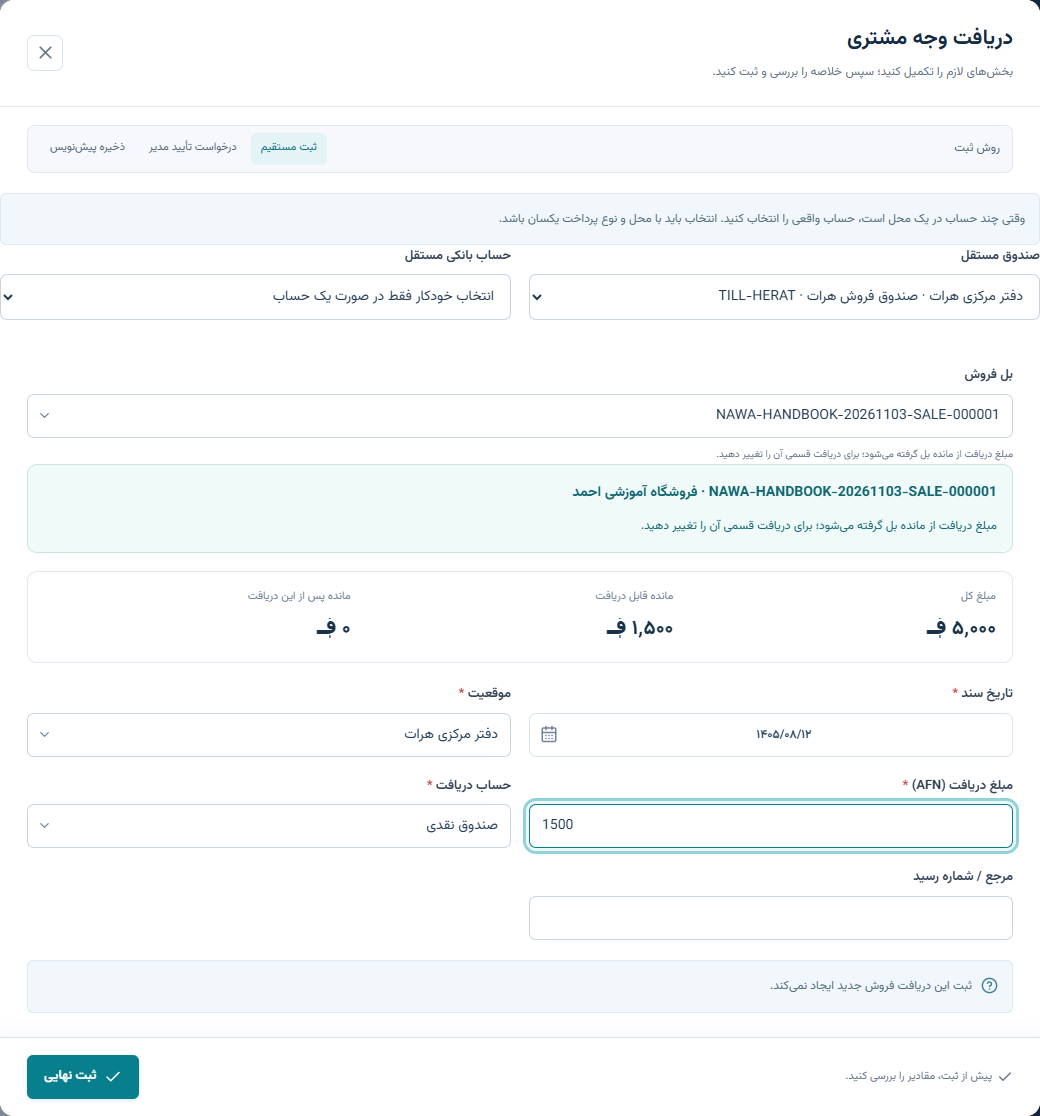 دریافت وجه مشتری
بخش‌های لازم را تکمیل کنید؛ سپس خلاصه را بررسی و ثبت کنید.
روش ثبت
ثبت مستقیم
درخواست تأیید مدیر
ذخیره پیش‌نویس
وقتی چند حساب در یک محل است، حساب واقعی را انتخاب کنید. انتخاب باید با محل و نوع پرداخت یکسان باشد.
صندوق مستقل
دفتر مرکزی هرات · صندوق فروش هرات · TILL-HERAT
حساب بانکی مستقل
انتخاب خودکار فقط در صورت یک حساب
بل فروش
NAWA-HANDBOOK-20261103-SALE-000001
مبلغ دریافت از مانده بل گرفته می‌شود؛ برای دریافت قسمی آن را تغییر دهید.
NAWA-HANDBOOK-20261103-SALE-000001 · فروشگاه آموزشی احمد
مبلغ دریافت از مانده بل گرفته می‌شود؛ برای دریافت قسمی آن را تغییر دهید.
مبلغ کل
۵,۰۰۰ ؋
مانده قابل دریافت
۱,۵۰۰ ؋
مانده پس از این دریافت
۰ ؋
تاریخ سند *
۱۴۰۵/۰۸/۱۲
موقعیت *
دفتر مرکزی هرات
مبلغ دریافت (AFN) *
1500
حساب دریافت *
صندوق نقدی
مرجع / شماره رسید
ثبت این دریافت فروش جدید ایجاد نمی‌کند.
پیش از ثبت، مقادیر را بررسی کنید.
ثبت نهایی